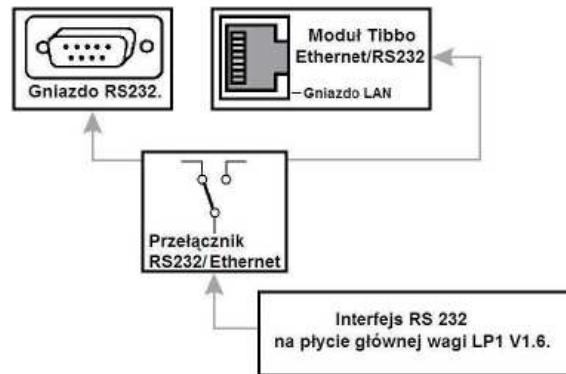 Gniazdo RS232.
Moduł Tibbo
Ethernet/RS232
Gniazdo LAN
Przełącznik
RS232/Ethernet
Interfejs RS 232
na płycie głównej wagi LP1 V1.6.